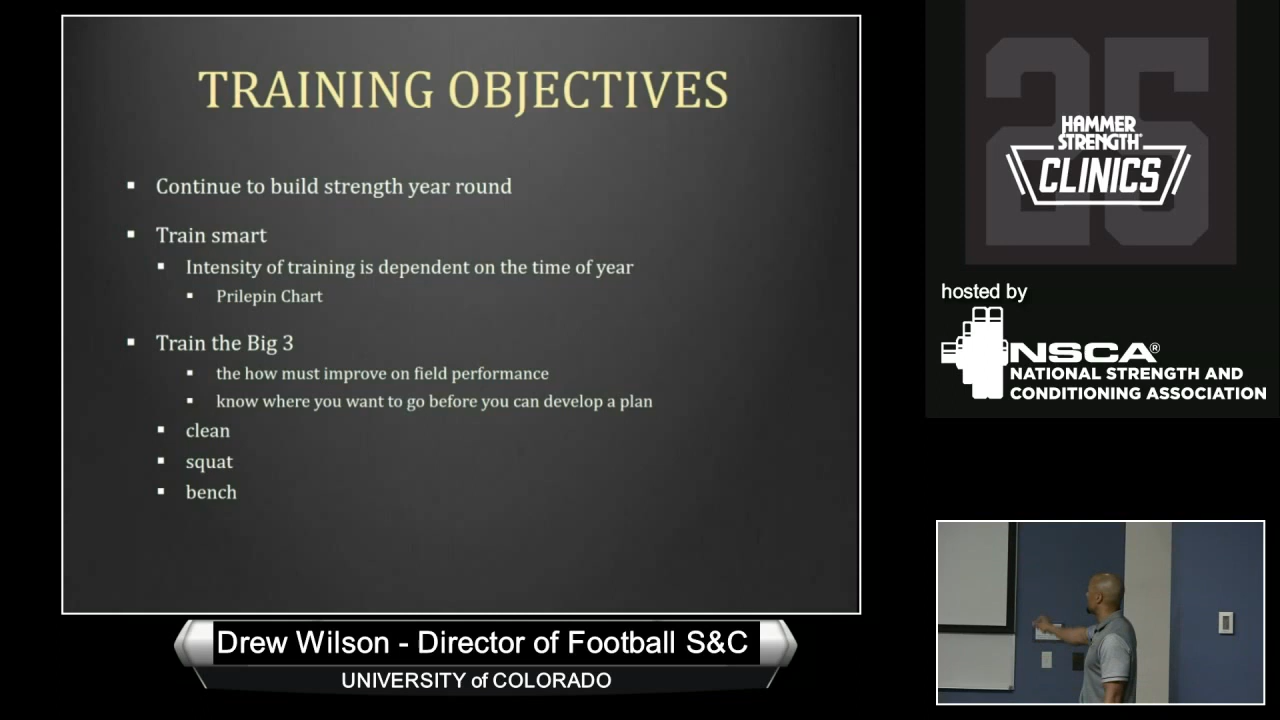 TRAINING OBJECTIVES
▪ Continue to build strength year round
▪ Train smart
▪ Intensity of training is dependent on the time of year
▪ Prilepin Chart
▪ Train the Big 3
▪ the how must improve on field performance
▪ know where you want to go before you can develop a plan
▪ clean
▪ squat
▪ bench
Drew Wilson - Director of Football S&C
UNIVERSITY of COLORADO
25
HAMMER
STRENGTH
CLINICS
hosted by
NSCA®
NATIONAL STRENGTH AND
CONDITIONING ASSOCIATION